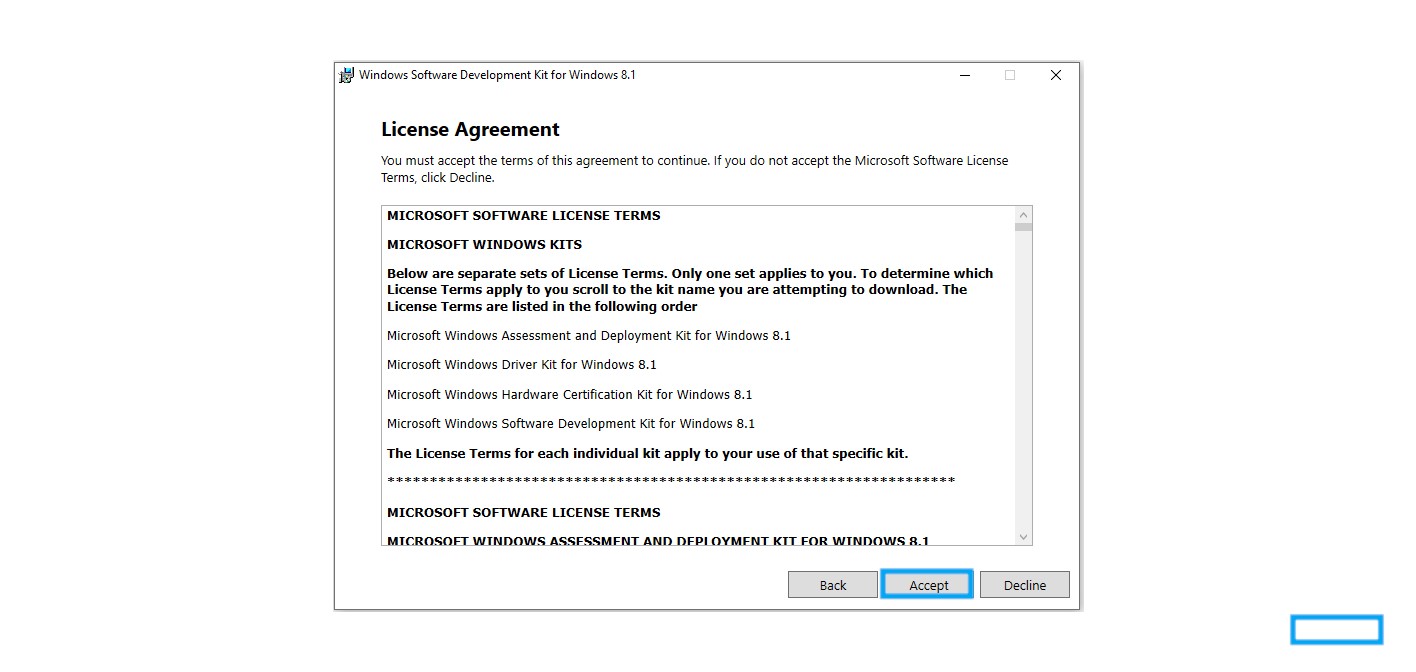 Windows Software Development Kit for Windows 8.1
License Agreement
You must accept the terms of this agreement to continue. If you do not accept the Microsoft Software License
Terms, click Decline.
MICROSOFT SOFTWARE LICENSE TERMS
MICROSOFT WINDOWS KITS
Below are separate sets of License Terms. Only one set applies to you. To determine which
License Terms apply to you scroll to the kit name you are attempting to download. The
License Terms are listed in the following order
Microsoft Windows Assessment and Deployment Kit for Windows 8.1
Microsoft Windows Driver Kit for Windows 8.1
Microsoft Windows Hardware Certification Kit for Windows 8.1
Microsoft Windows Software Development Kit for Windows 8.1
The License Terms for each individual kit apply to your use of that specific kit.
*******************************************************************
MICROSOFT SOFTWARE LICENSE TERMS
MICROSOFT WINDOWS ASSESSMENT AND DEPLOYMENT KIT FOR WINDOWS 8.1
Back Accept Decline